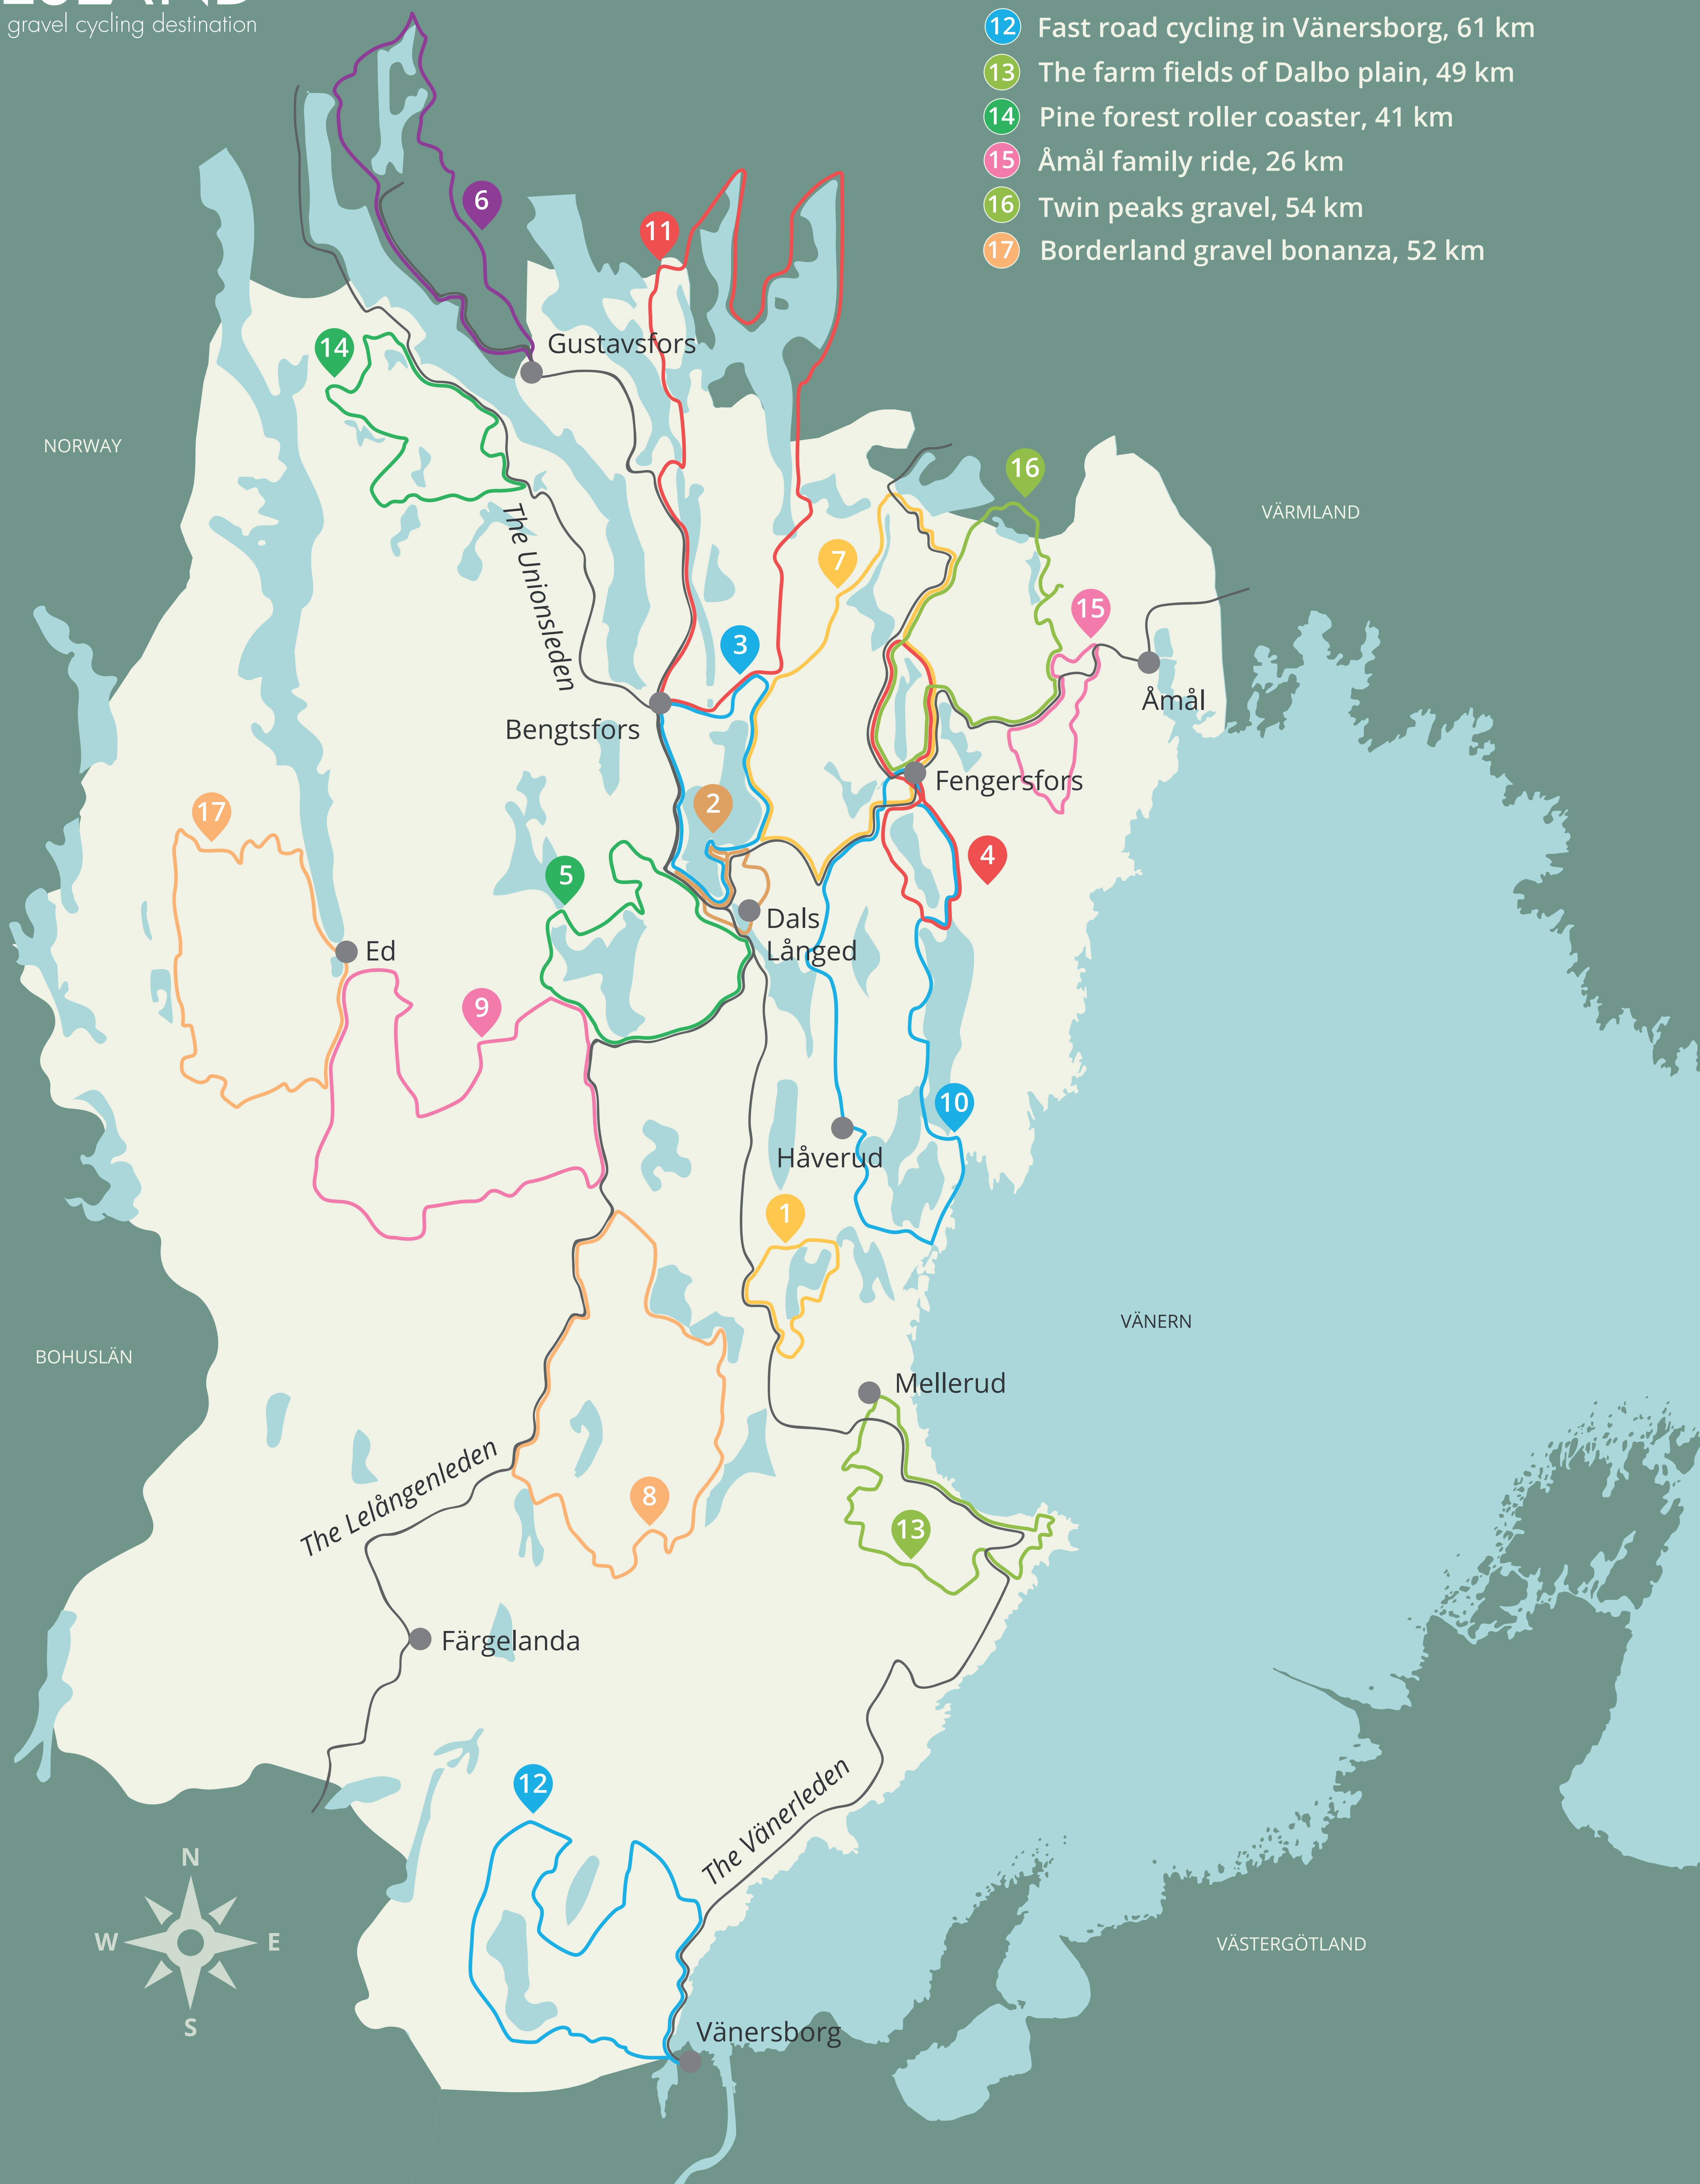 gravel cycling destination
12 Fast road cycling in Vänersborg, 61 km
13 The farm fields of Dalbo plain, 49 km
14 Pine forest roller coaster, 41 km
15 Åmål family ride, 26 km
16 Twin peaks gravel, 54 km
17 Borderland gravel bonanza, 52 km
6
11
14
Gustavsfors
NORWAY
16
VÄRMLAND
The Unionsleden
7
15
3
Åmål
Bengtsfors
Fengersfors
2
17
4
5
Dals
Långed
Ed
9
10
Håverud
1
VÄNERN
BOHUSLÄN
Mellerud
The Lelångenleden
8
13
Färgelanda
12
The Vänerleden
N
W
E
S
VÄSTERGÖTLAND
Vänersborg